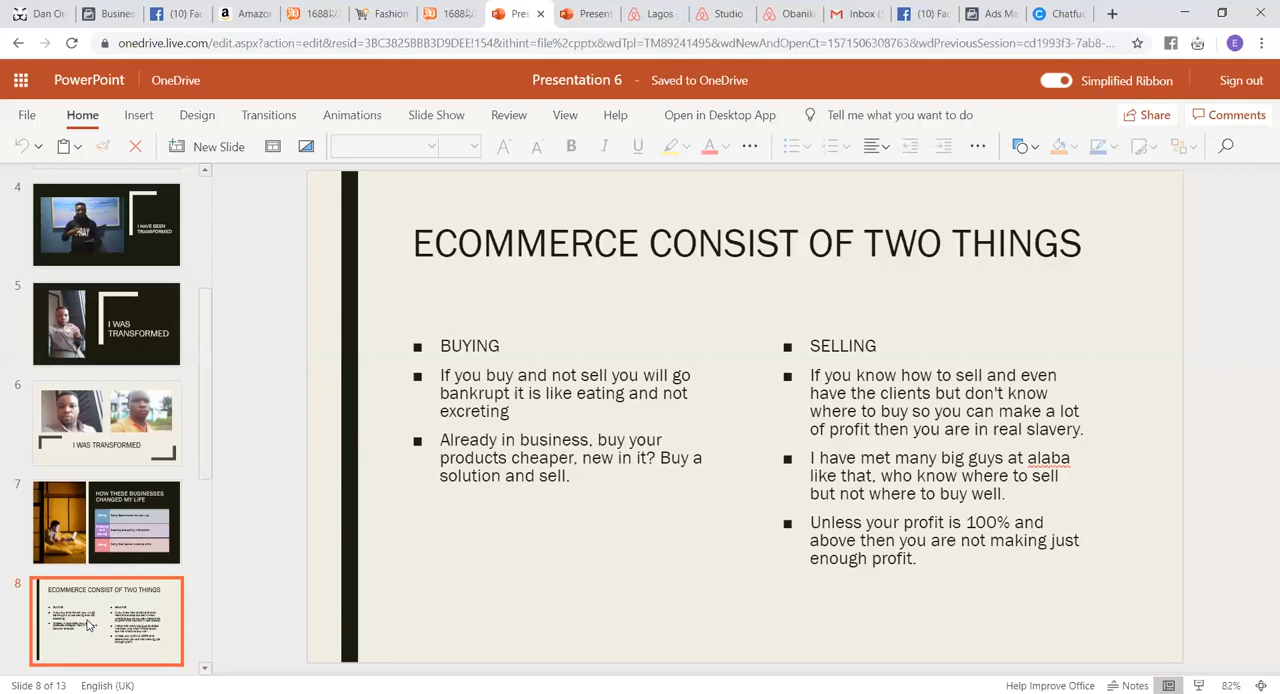 Dan Or
Business
(10) Fac
Amazo
1688
Fashion
1688
Pres
Present
Lagos
Studio
Obanik
Inbox (
(10) Fac
Ads Ma
Chatfue
onedrive.live.com/edit.aspx?action=edit&resid=3BC3825BBB3D9DEE!154&ithint=file%2cpptx&wdTpl=TM89241495&wdNewAndOpenCt=1571506308763&wdPreviousSession=cd1993f3-7ab8-...
E
PowerPoint
OneDrive
Presentation 6 - Saved to OneDrive
Simplified Ribbon
Sign out
File Home Insert Design Transitions Animations Slide Show Review View Help Open in Desktop App Tell me what you want to do
Share
Comments
New Slide
4
I HAVE BEEN
TRANSFORMED
5
I WAS
TRANSFORMED
6
I WAS TRANSFORMED
7
HOW THESE BUSINESSES
CHANGED MY LIFE
8
ECOMMERCE CONSIST OF TWO THINGS
ECOMMERCE CONSIST OF TWO THINGS
BUYING
If you buy and not sell you will go
bankrupt it is like eating and not
excreting
Already in business, buy your
products cheaper, new in it? Buy a
solution and sell.
SELLING
If you know how to sell and even
have the clients but don't know
where to buy so you can make a lot
of profit then you are in real slavery.
I have met many big guys at alaba
like that, who know where to sell
but not where to buy well.
Unless your profit is 100% and
above then you are not making just
enough profit.
Slide 8 of 13
English (UK)
Help Improve Office
Notes
82%